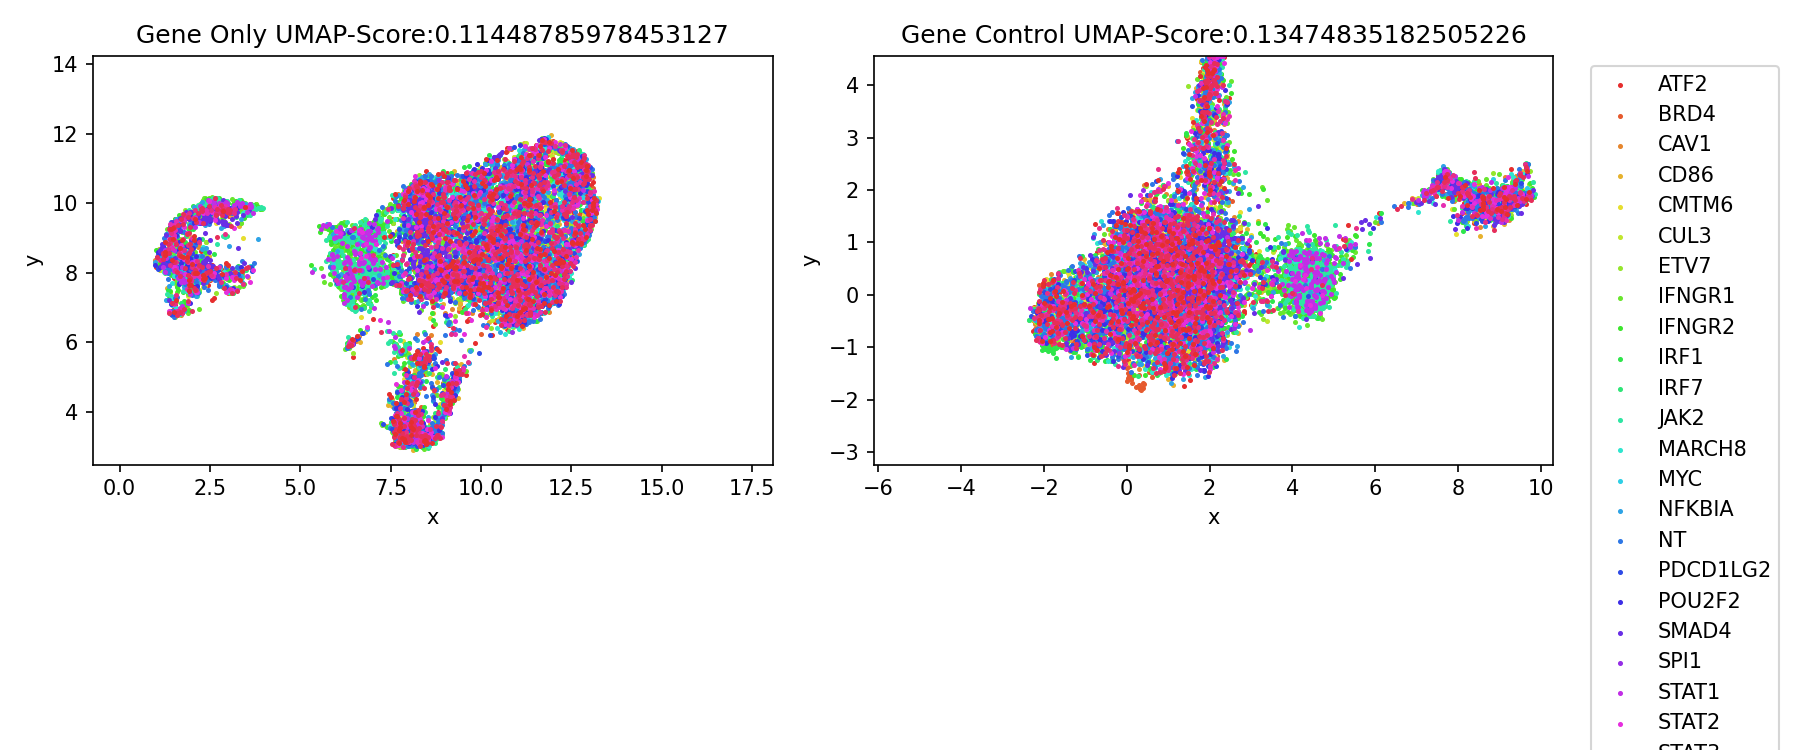 Gene Only UMAP-Score:0.11448785978453127
14
12
10
8
6
4
y
0.0 2.5 5.0 7.5 10.0 12.5 15.0 17.5
x
Gene Control UMAP-Score:0.13474835182505226
4
3
2
1
0
−1
−2
−3
y
−6 −4 −2 0 2 4 6 8 10
x
ATF2
BRD4
CAV1
CD86
CMTM6
CUL3
ETV7
IFNGR1
IFNGR2
IRF1
IRF7
JAK2
MARCH8
MYC
NFKBIA
NT
PDCD1LG2
POU2F2
SMAD4
SPI1
STAT1
STAT2